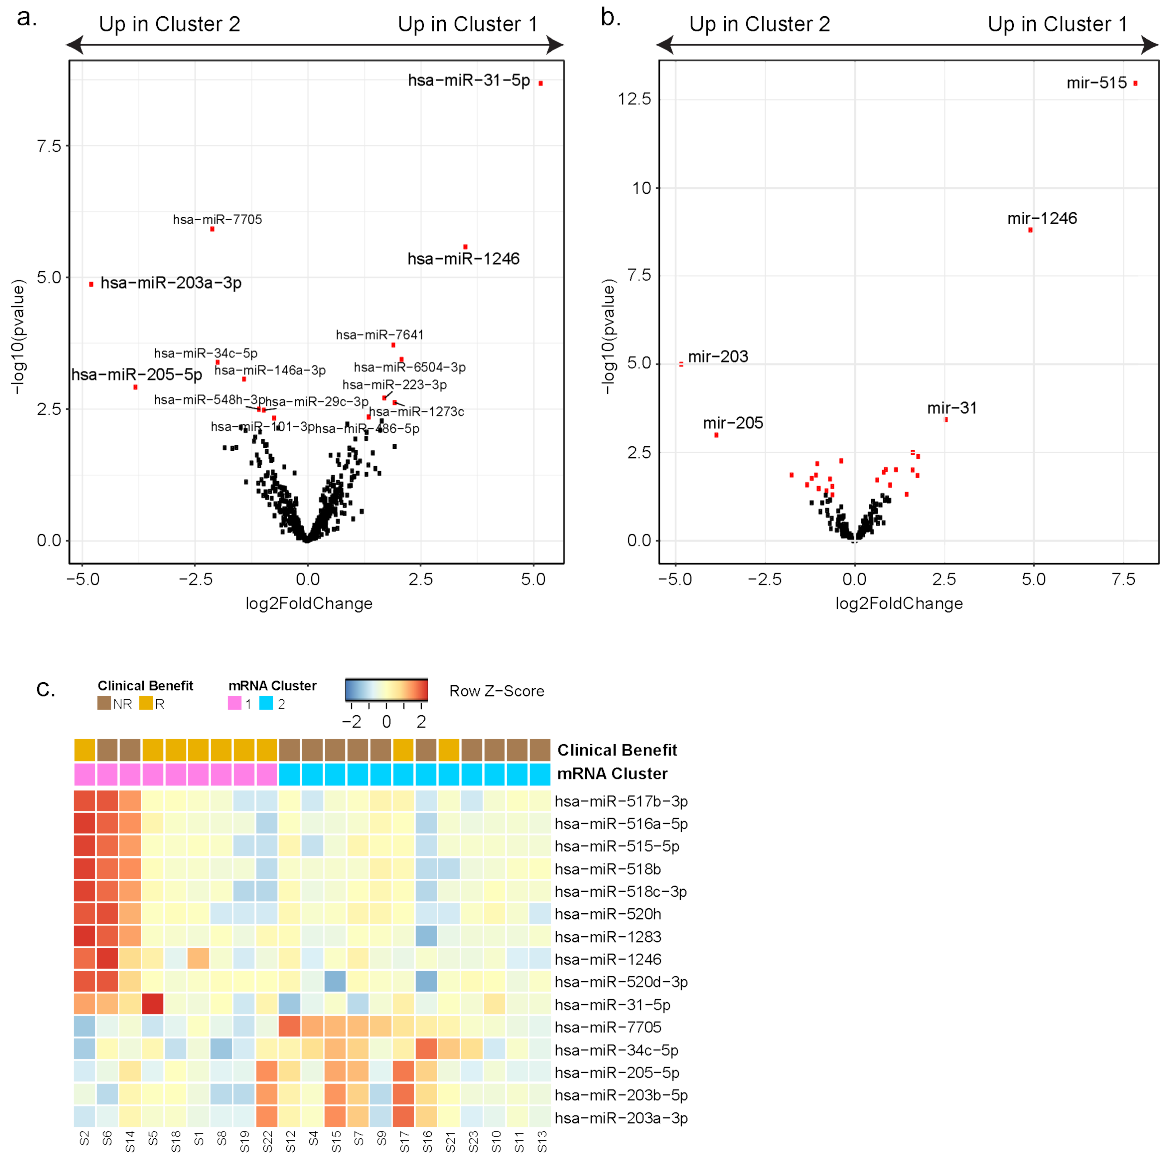 a.
Up in Cluster 2
Up in Cluster 1
hsa−miR−31−5p
7.5
hsa−miR−7705
hsa−miR−1246
5.0
hsa−miR−203a−3p
hsa−miR−7641
hsa−miR−34c−5p
hsa−miR−6504−3p
hsa−miR−205−5p
hsa−miR−146a−3p
hsa−miR−223−3p
hsa−miR−548h−3p
hsa−miR−29c−3p
hsa−miR−1273c
2.5
hsa−miR−101−3p
hsa−miR−486−5p
0.0
−log10(pvalue)
−5.0
−2.5
0.0
2.5
5.0
log2FoldChange
b.
Up in Cluster 2
Up in Cluster 1
mir−515
12.5
mir−1246
10
7.5
5.0
mir−203
mir−31
mir−205
2.5
0.0
−log10(pvalue)
−5.0
−2.5
0.0
2.5
5.0
7.5
log2FoldChange
c.
Clinical Benefit
NR R
mRNA Cluster
1 2
Row Z−Score
−2 0 2
Clinical Benefit
mRNA Cluster
hsa−miR−517b−3p
hsa−miR−516a−5p
hsa−miR−515−5p
hsa−miR−518b
hsa−miR−518c−3p
hsa−miR−520h
hsa−miR−1283
hsa−miR−1246
hsa−miR−520d−3p
hsa−miR−31−5p
hsa−miR−7705
hsa−miR−34c−5p
hsa−miR−205−5p
hsa−miR−203b−5p
hsa−miR−203a−3p
S2 S6 S14 S5 S18 S1 S8 S19 S22 S12 S4 S15 S7 S9 S17 S16 S21 S23 S10 S11 S13